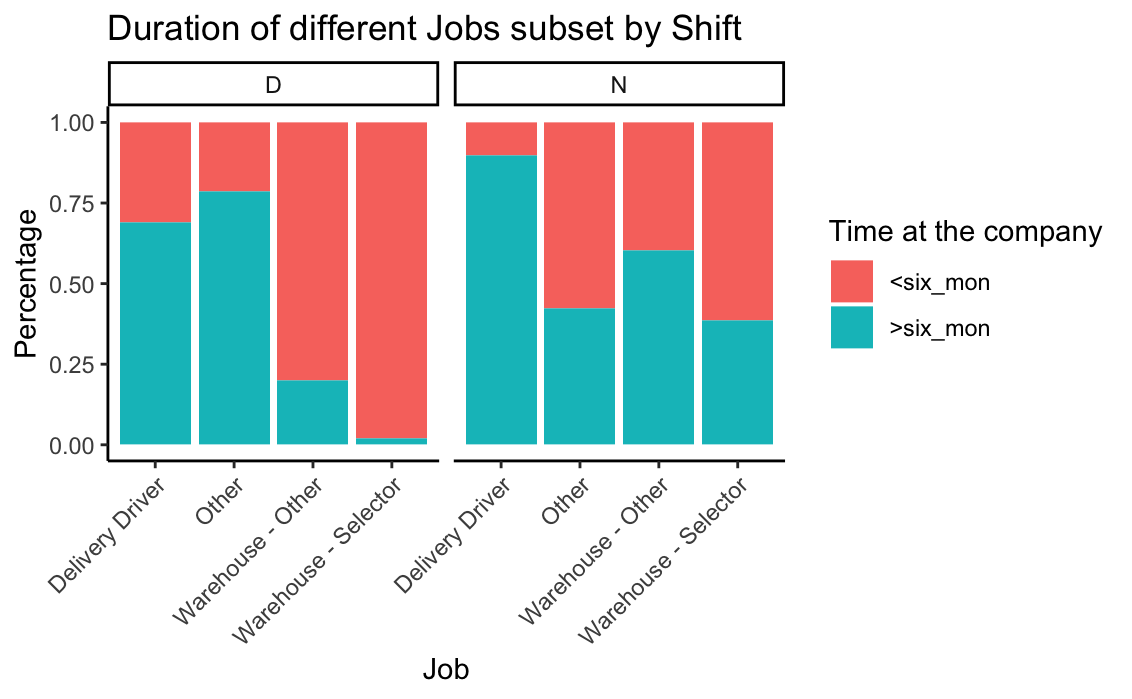 Duration of different Jobs subset by Shift
D
N
Percentage
1.00
0.75
0.50
0.25
0.00
Delivery Driver
Other
Warehouse - Other
Warehouse - Selector
Delivery Driver
Other
Warehouse - Other
Warehouse - Selector
Job
Time at the company
<six_mon
>six_mon